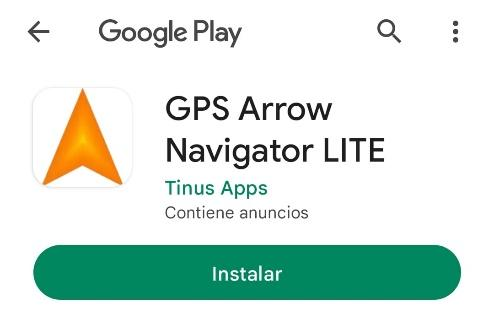 Google Play
GPS Arrow
Navigator LITE
Tinus Apps
Contiene anuncios
Instalar